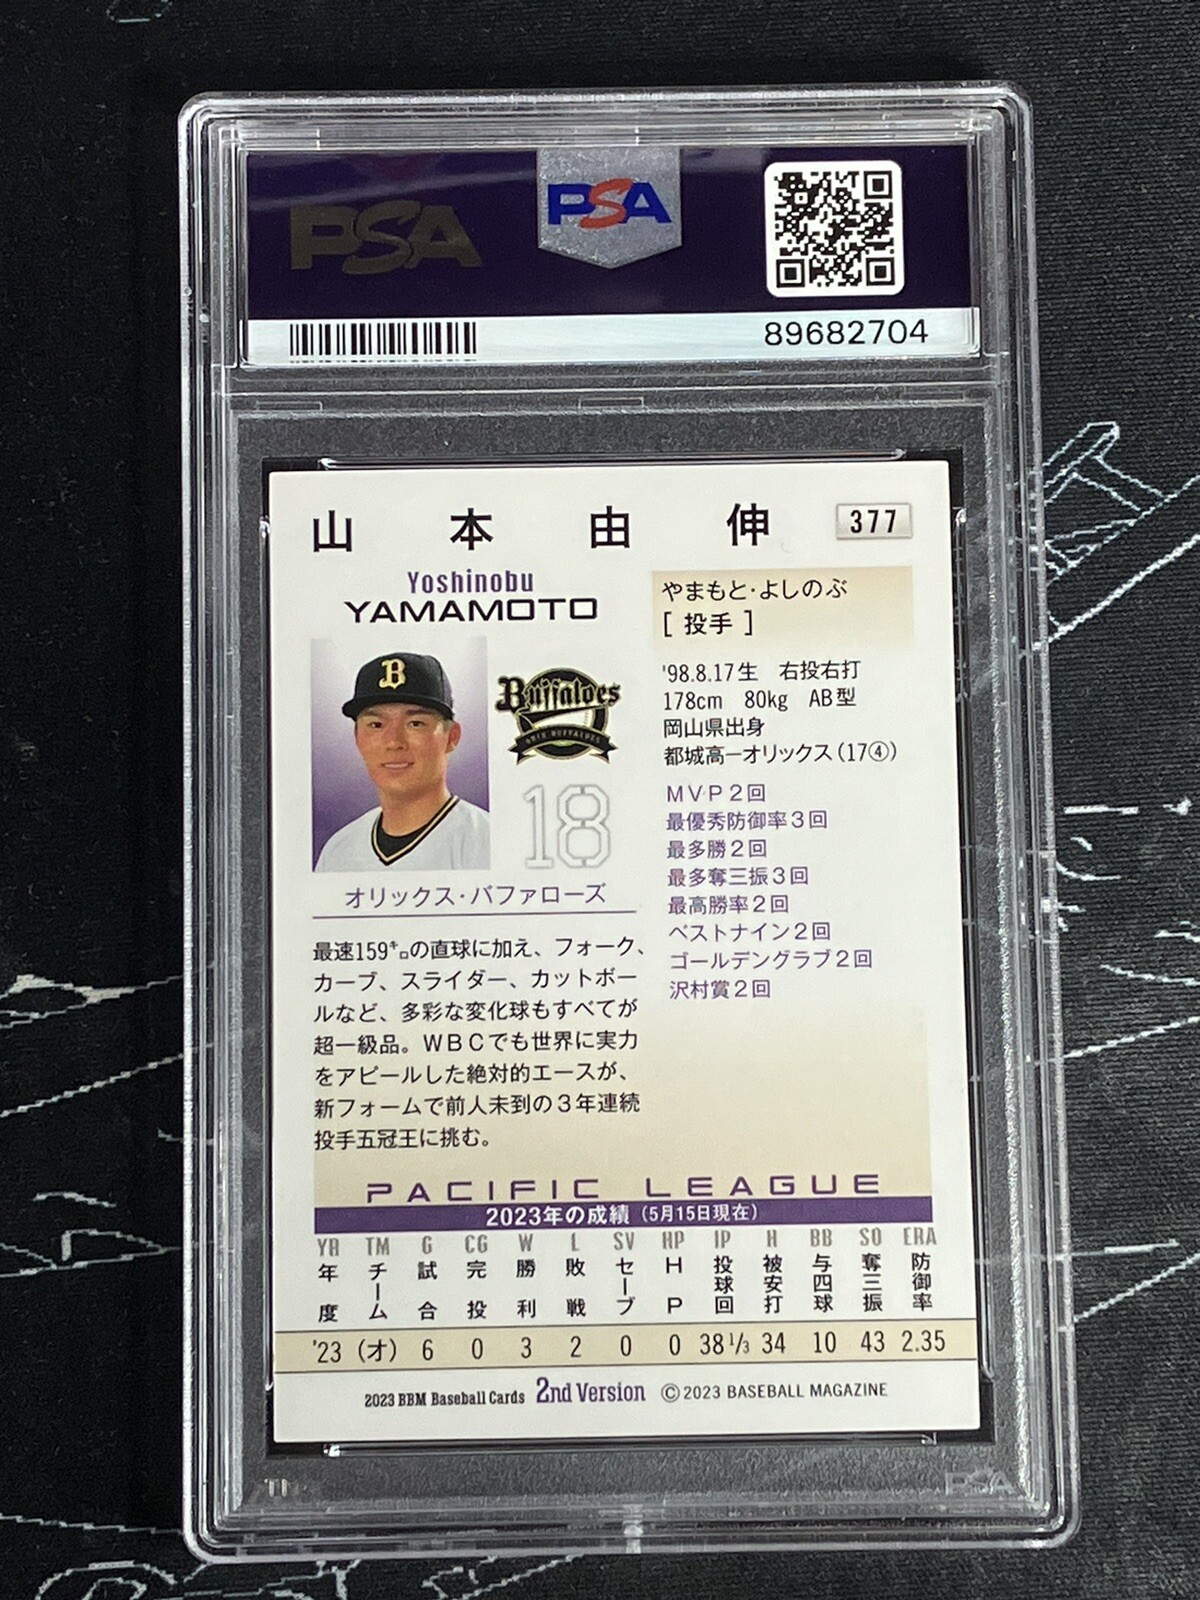 PSA
PSA
89682704
山本由伸 377
Yoshinobu
YAMAMOTO
やまもと・よしのぶ
[ 投手 ]
B
Buffaloes
ORIX BUFFALOES
18
オリックス・バファローズ
'98.8.17生 右投右打
178cm 80kg AB型
岡山県出身
都城高ーオリックス(17④)
MVP2回
最優秀防御率3回
最多勝2回
最多奪三振3回
最高勝率2回
ベストナイン2回
ゴールデングラブ2回
沢村賞2回
最速159㌔の直球に加え、フォーク、
カーブ、スライダー、カットボー
ルなど、多彩な変化球もすべてが
超一級品。WBCでも世界に実力
をアピールした絶対的エースが、
新フォームで前人未到の3年連続
投手五冠王に挑む。
PACIFIC LEAGUE
2023年の成績(5月15日現在)
YR TM G CG W L SV HP IP H BB SO ERA
年度 チーム 試合 完投 勝利 敗戦 セーブ HP 投球回 被安打 与四球 奪三振 防御率
'23 (オ) 6 0 3 2 0 0 38 1/3 34 10 43 2.35
2023 BBM Baseball Cards 2nd Version ©2023 BASEBALL MAGAZINE
PSA